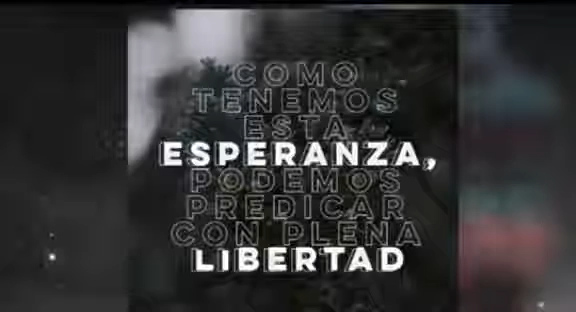 COMO
TENEMOS
ESTA
ESPERANZA,
PODEMOS
PREDICAR
CON PLENA
LIBERTAD